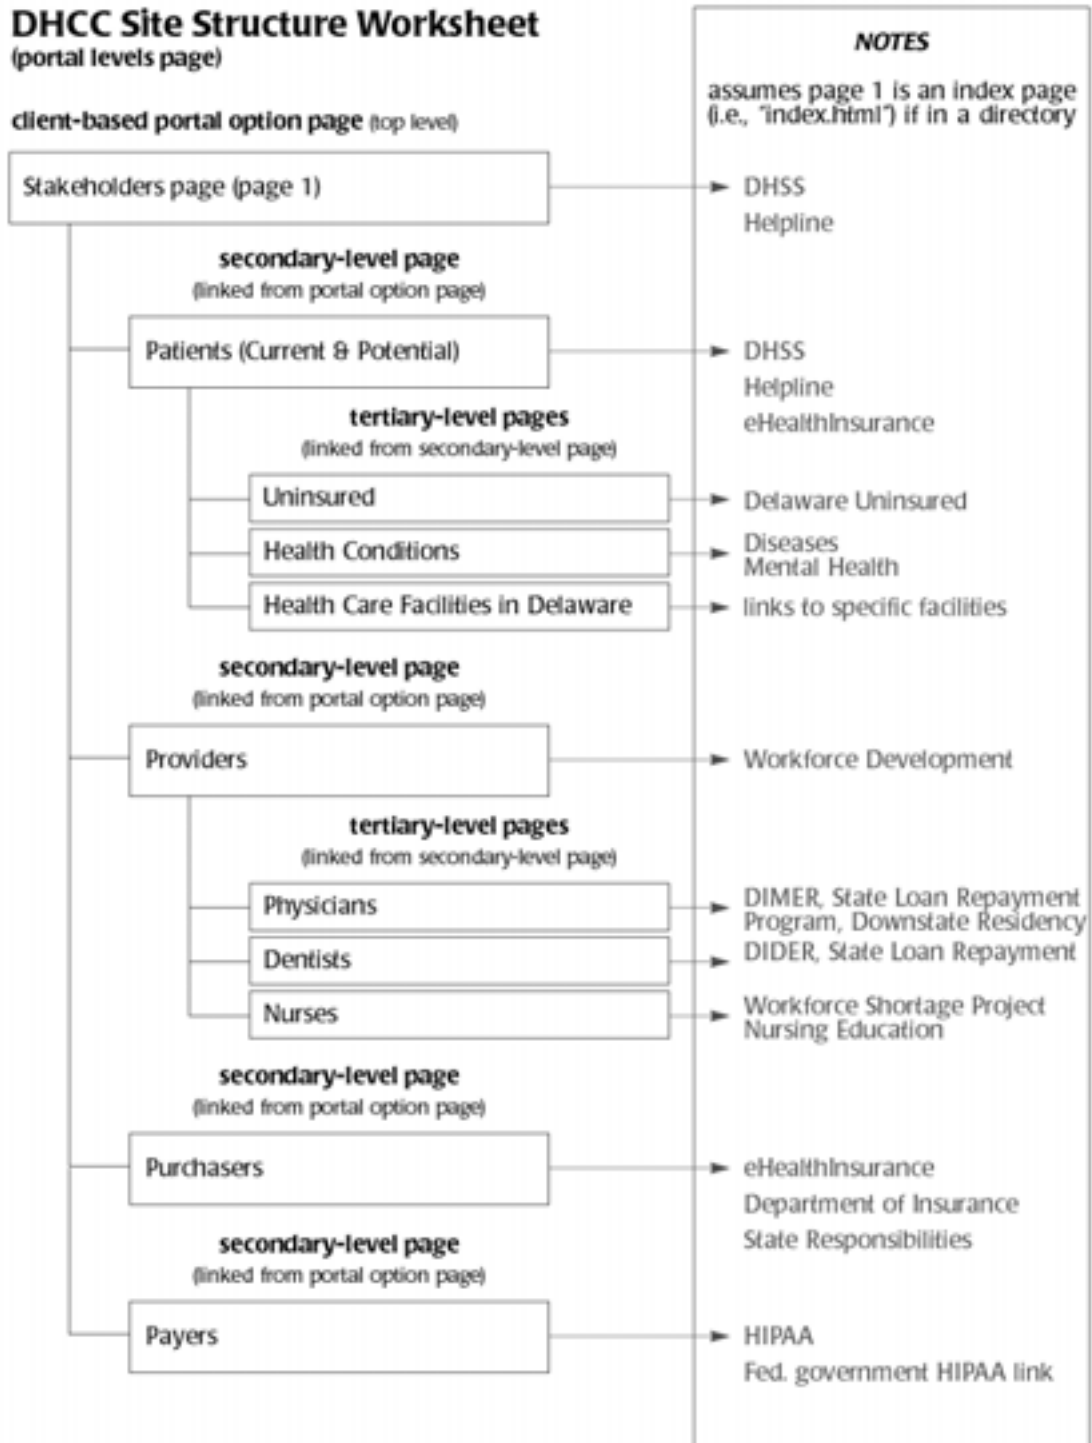 DHCC Site Structure Worksheet
(portal levels page)
NOTES
assumes page 1 is an index page
(i.e., "index.html") if in a directory
client-based portal option page (top level)
Stakeholders page (page 1)
DHSS
Helpline
secondary-level page
(linked from portal option page)
Patients (Current & Potential)
DHSS
Helpline
eHealthInsurance
tertiary-level pages
(linked from secondary-level page)
Uninsured
Delaware Uninsured
Health Conditions
Diseases
Mental Health
Health Care Facilities in Delaware
links to specific facilities
secondary-level page
(linked from portal option page)
Providers
Workforce Development
tertiary-level pages
(linked from secondary-level page)
Physicians
DIMER, State Loan Repayment
Program, Downstate Residency
Dentists
DIDER, State Loan Repayment
Nurses
Workforce Shortage Project
Nursing Education
secondary-level page
(linked from portal option page)
Purchasers
eHealthInsurance
Department of Insurance
State Responsibilities
secondary-level page
(linked from portal option page)
Payers
HIPAA
Fed. government HIPAA link